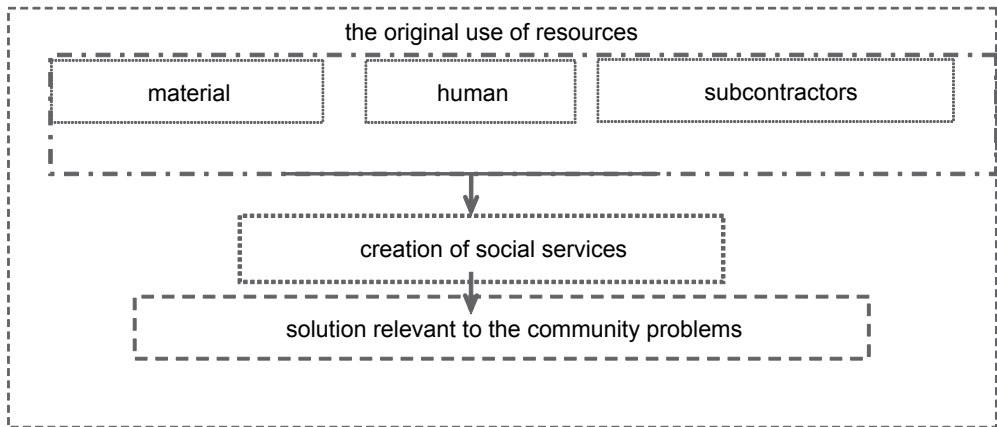 the original use of resources
material human subcontractors
creation of social services
solution relevant to the community problems